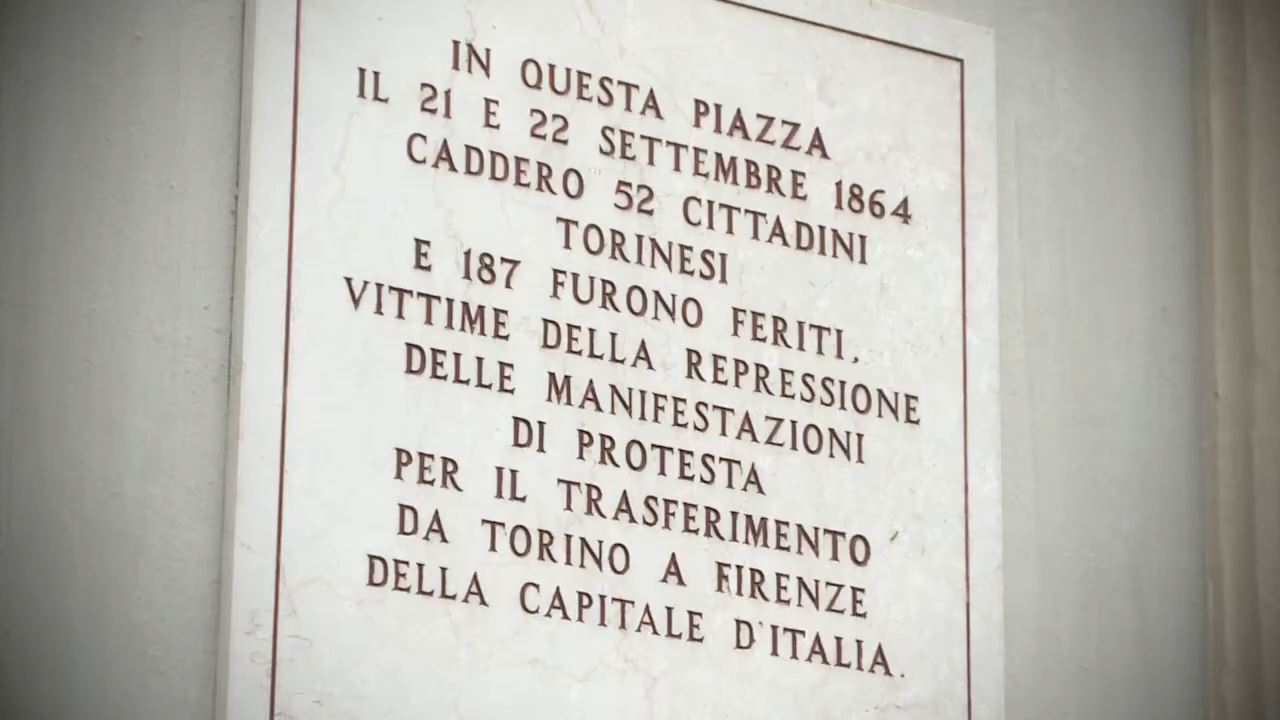 IN QUESTA PIAZZA
IL 21 E 22 SETTEMBRE 1864
CADDERO 52 CITTADINI
TORINESI
E 187 FURONO FERITI,
VITTIME DELLA REPRESSIONE
DELLE MANIFESTAZIONI
DI PROTESTA
PER IL TRASFERIMENTO
DA TORINO A FIRENZE
DELLA CAPITALE D'ITALIA.